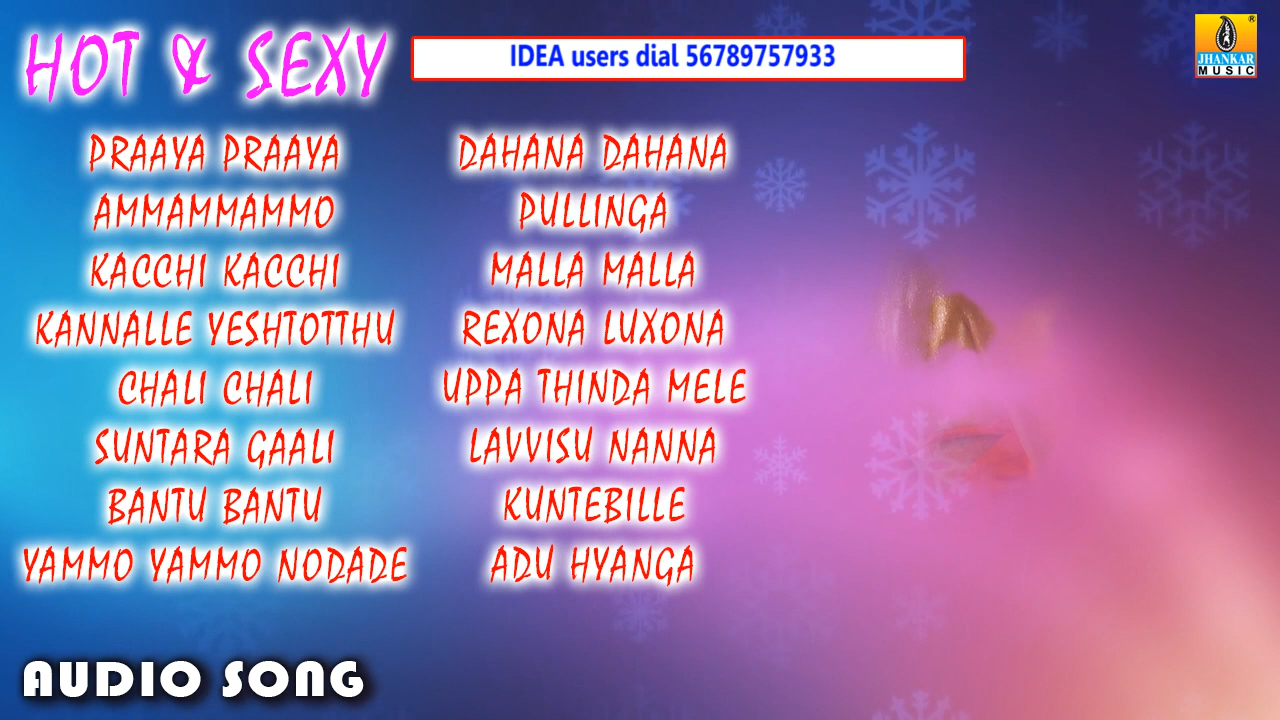 HOT & SEXY
IDEA users dial 56789757933
JHANKAR
MUSIC
®
PRAAYA PRAAYA
AMMAMMAMMO
KACCHI KACCHI
KANNALLE YESHTOTTHU
CHALI CHALI
SUNTARA GAALI
BANTU BANTU
YAMMO YAMMO NODADE
DAHANA DAHANA
PULLINGA
MALLA MALLA
REXONA LUXONA
UPPA THINDA MELE
LAVVISU NANNA
KUNTEBILLE
ADU HYANGA
AUDIO SONG